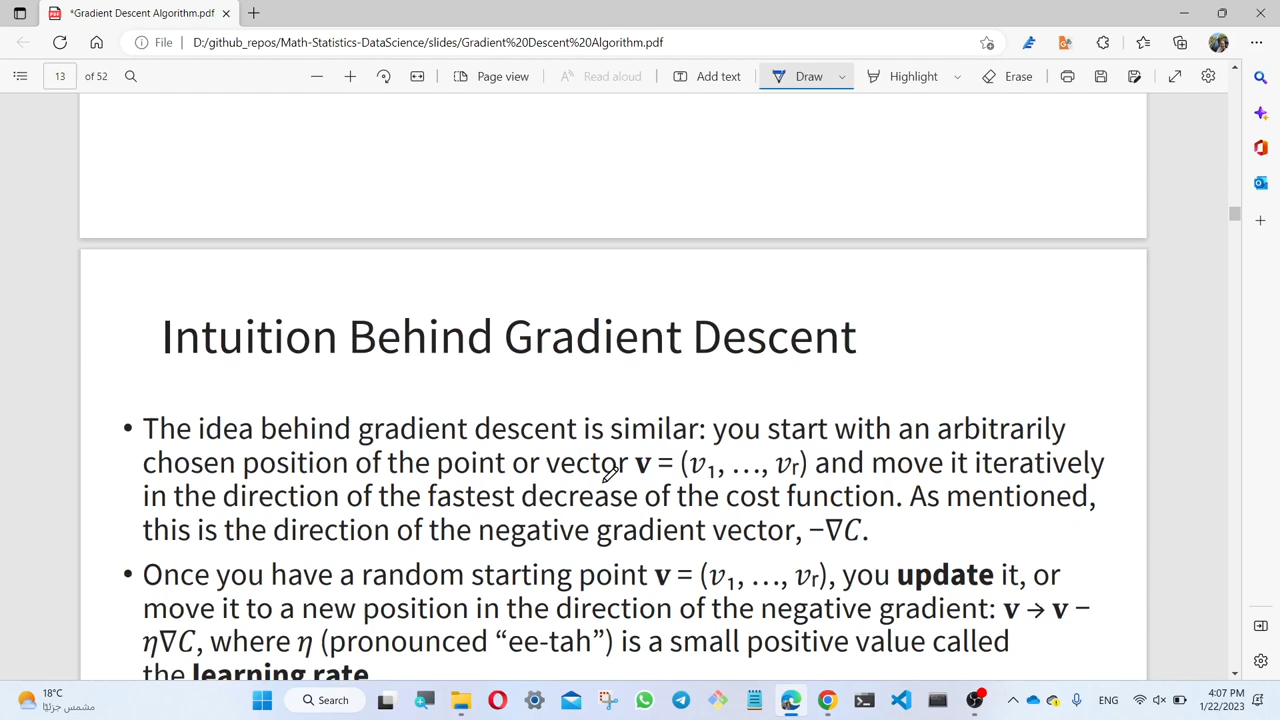 *Gradient Descent Algorithm.pdf
File D:/github_repos/Math-Statistics-DataScience/slides/Gradient%20Descent%20Algorithm.pdf
13 of 52 Page view Read aloud Add text Draw Highlight Erase
Intuition Behind Gradient Descent
• The idea behind gradient descent is similar: you start with an arbitrarily
chosen position of the point or vector v = (v₁, …, vᵣ) and move it iteratively
in the direction of the fastest decrease of the cost function. As mentioned,
this is the direction of the negative gradient vector, −∇C.
• Once you have a random starting point v = (v₁, …, vᵣ), you update it, or
move it to a new position in the direction of the negative gradient: v → v −
η∇C, where η (pronounced “ee-tah”) is a small positive value called
the learning rate
18°C
مشمس جزئيًا
Search
ENG
4:07 PM
1/22/2023